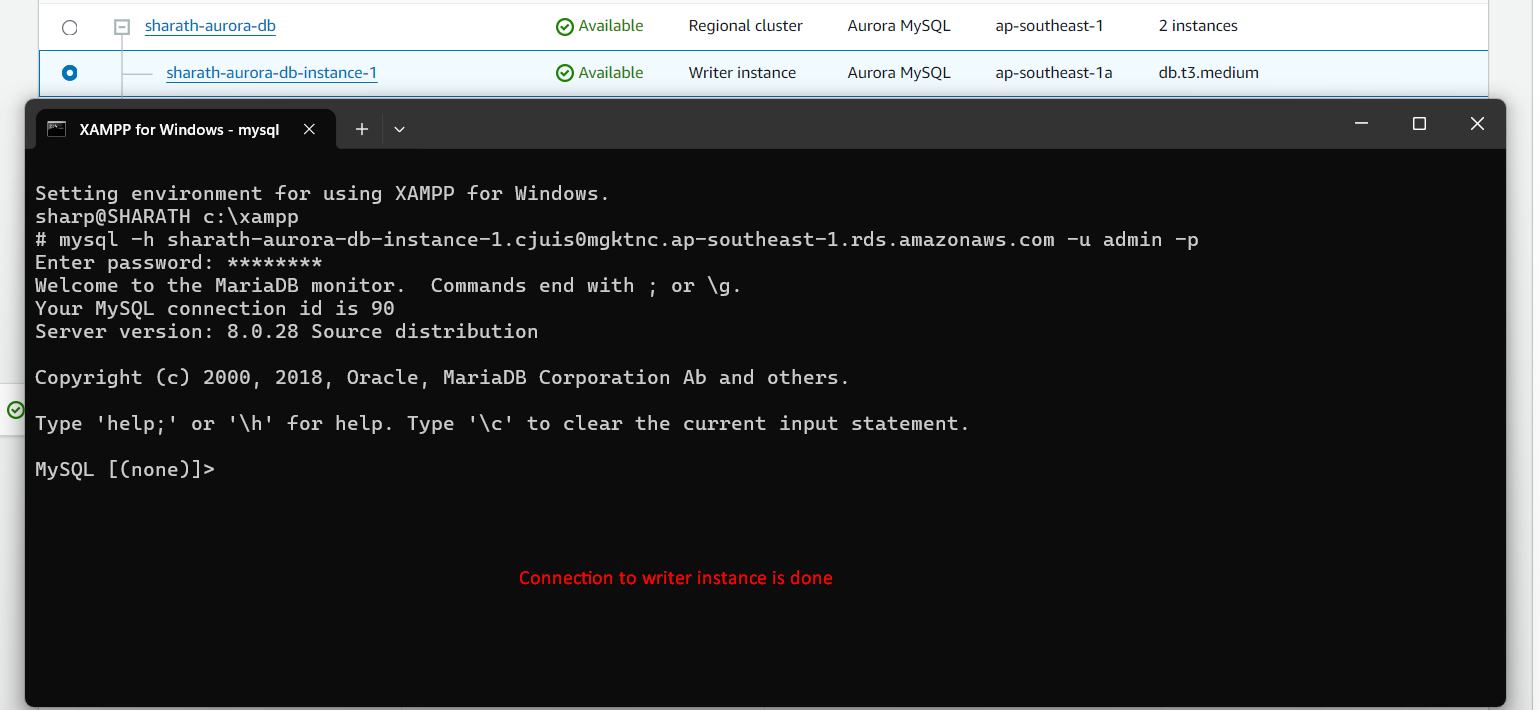 sharath-aurora-db Available Regional cluster Aurora MySQL ap-southeast-1 2 instances
sharath-aurora-db-instance-1 Available Writer instance Aurora MySQL ap-southeast-1a db.t3.medium
XAMPP for Windows - mysql
Setting environment for using XAMPP for Windows.
sharp@SHARATH c:\xampp
# mysql -h sharath-aurora-db-instance-1.cjuis0mgktnc.ap-southeast-1.rds.amazonaws.com -u admin -p
Enter password: ********
Welcome to the MariaDB monitor.  Commands end with ; or \g.
Your MySQL connection id is 90
Server version: 8.0.28 Source distribution
Copyright (c) 2000, 2018, Oracle, MariaDB Corporation Ab and others.
Type 'help;' or '\h' for help. Type '\c' to clear the current input statement.
MySQL [(none)]>
Connection to writer instance is done